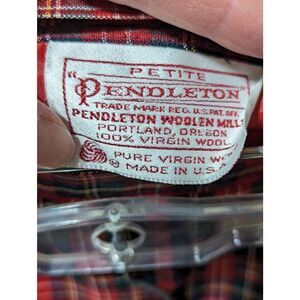 PETITE
"PENDLETON"
TRADE MARK REG. U.S. PAT. OFF.
PENDLETON WOOLEN MILLS
PORTLAND, OREGON
100% VIRGIN WOOL
PURE VIRGIN WO
MADE IN U.S.